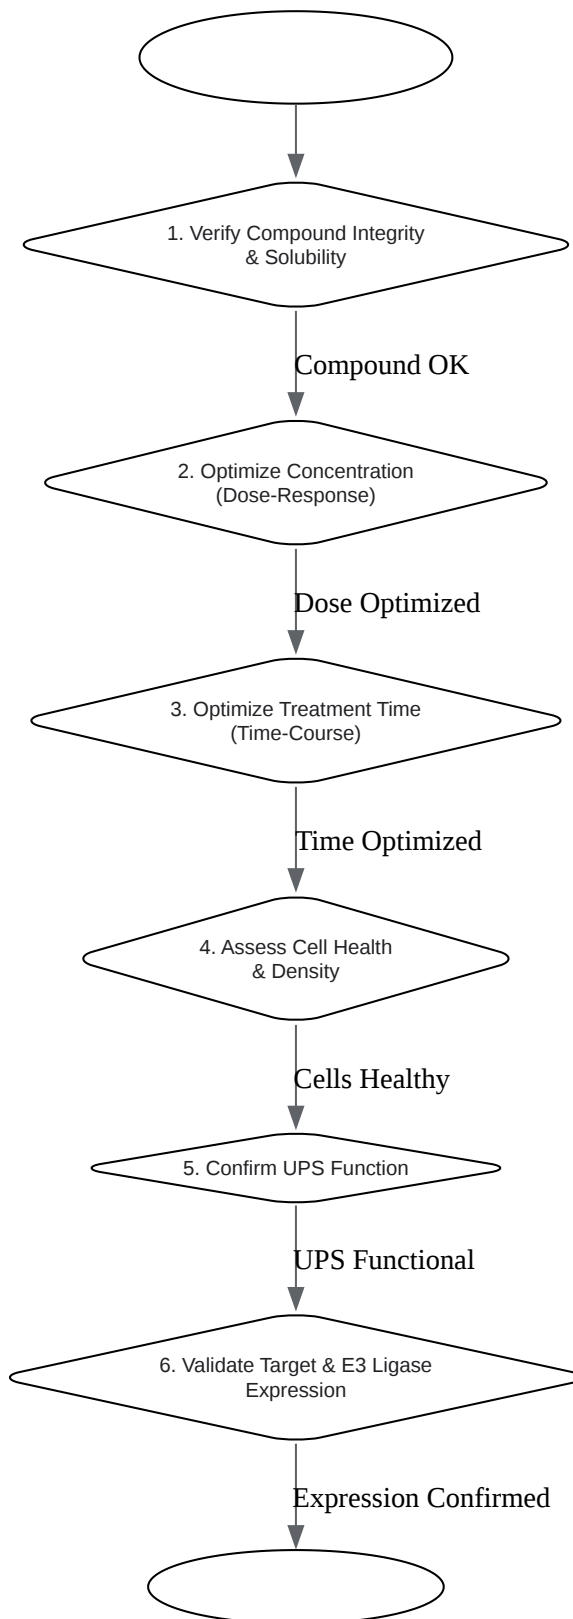 1. Verify Compound Integrity
& Solubility
Compound OK
2. Optimize Concentration
(Dose-Response)
Dose Optimized
3. Optimize Treatment Time
(Time-Course)
Time Optimized
4. Assess Cell Health
& Density
Cells Healthy
5. Confirm UPS Function
UPS Functional
6. Validate Target & E3 Ligase
Expression
Expression Confirmed